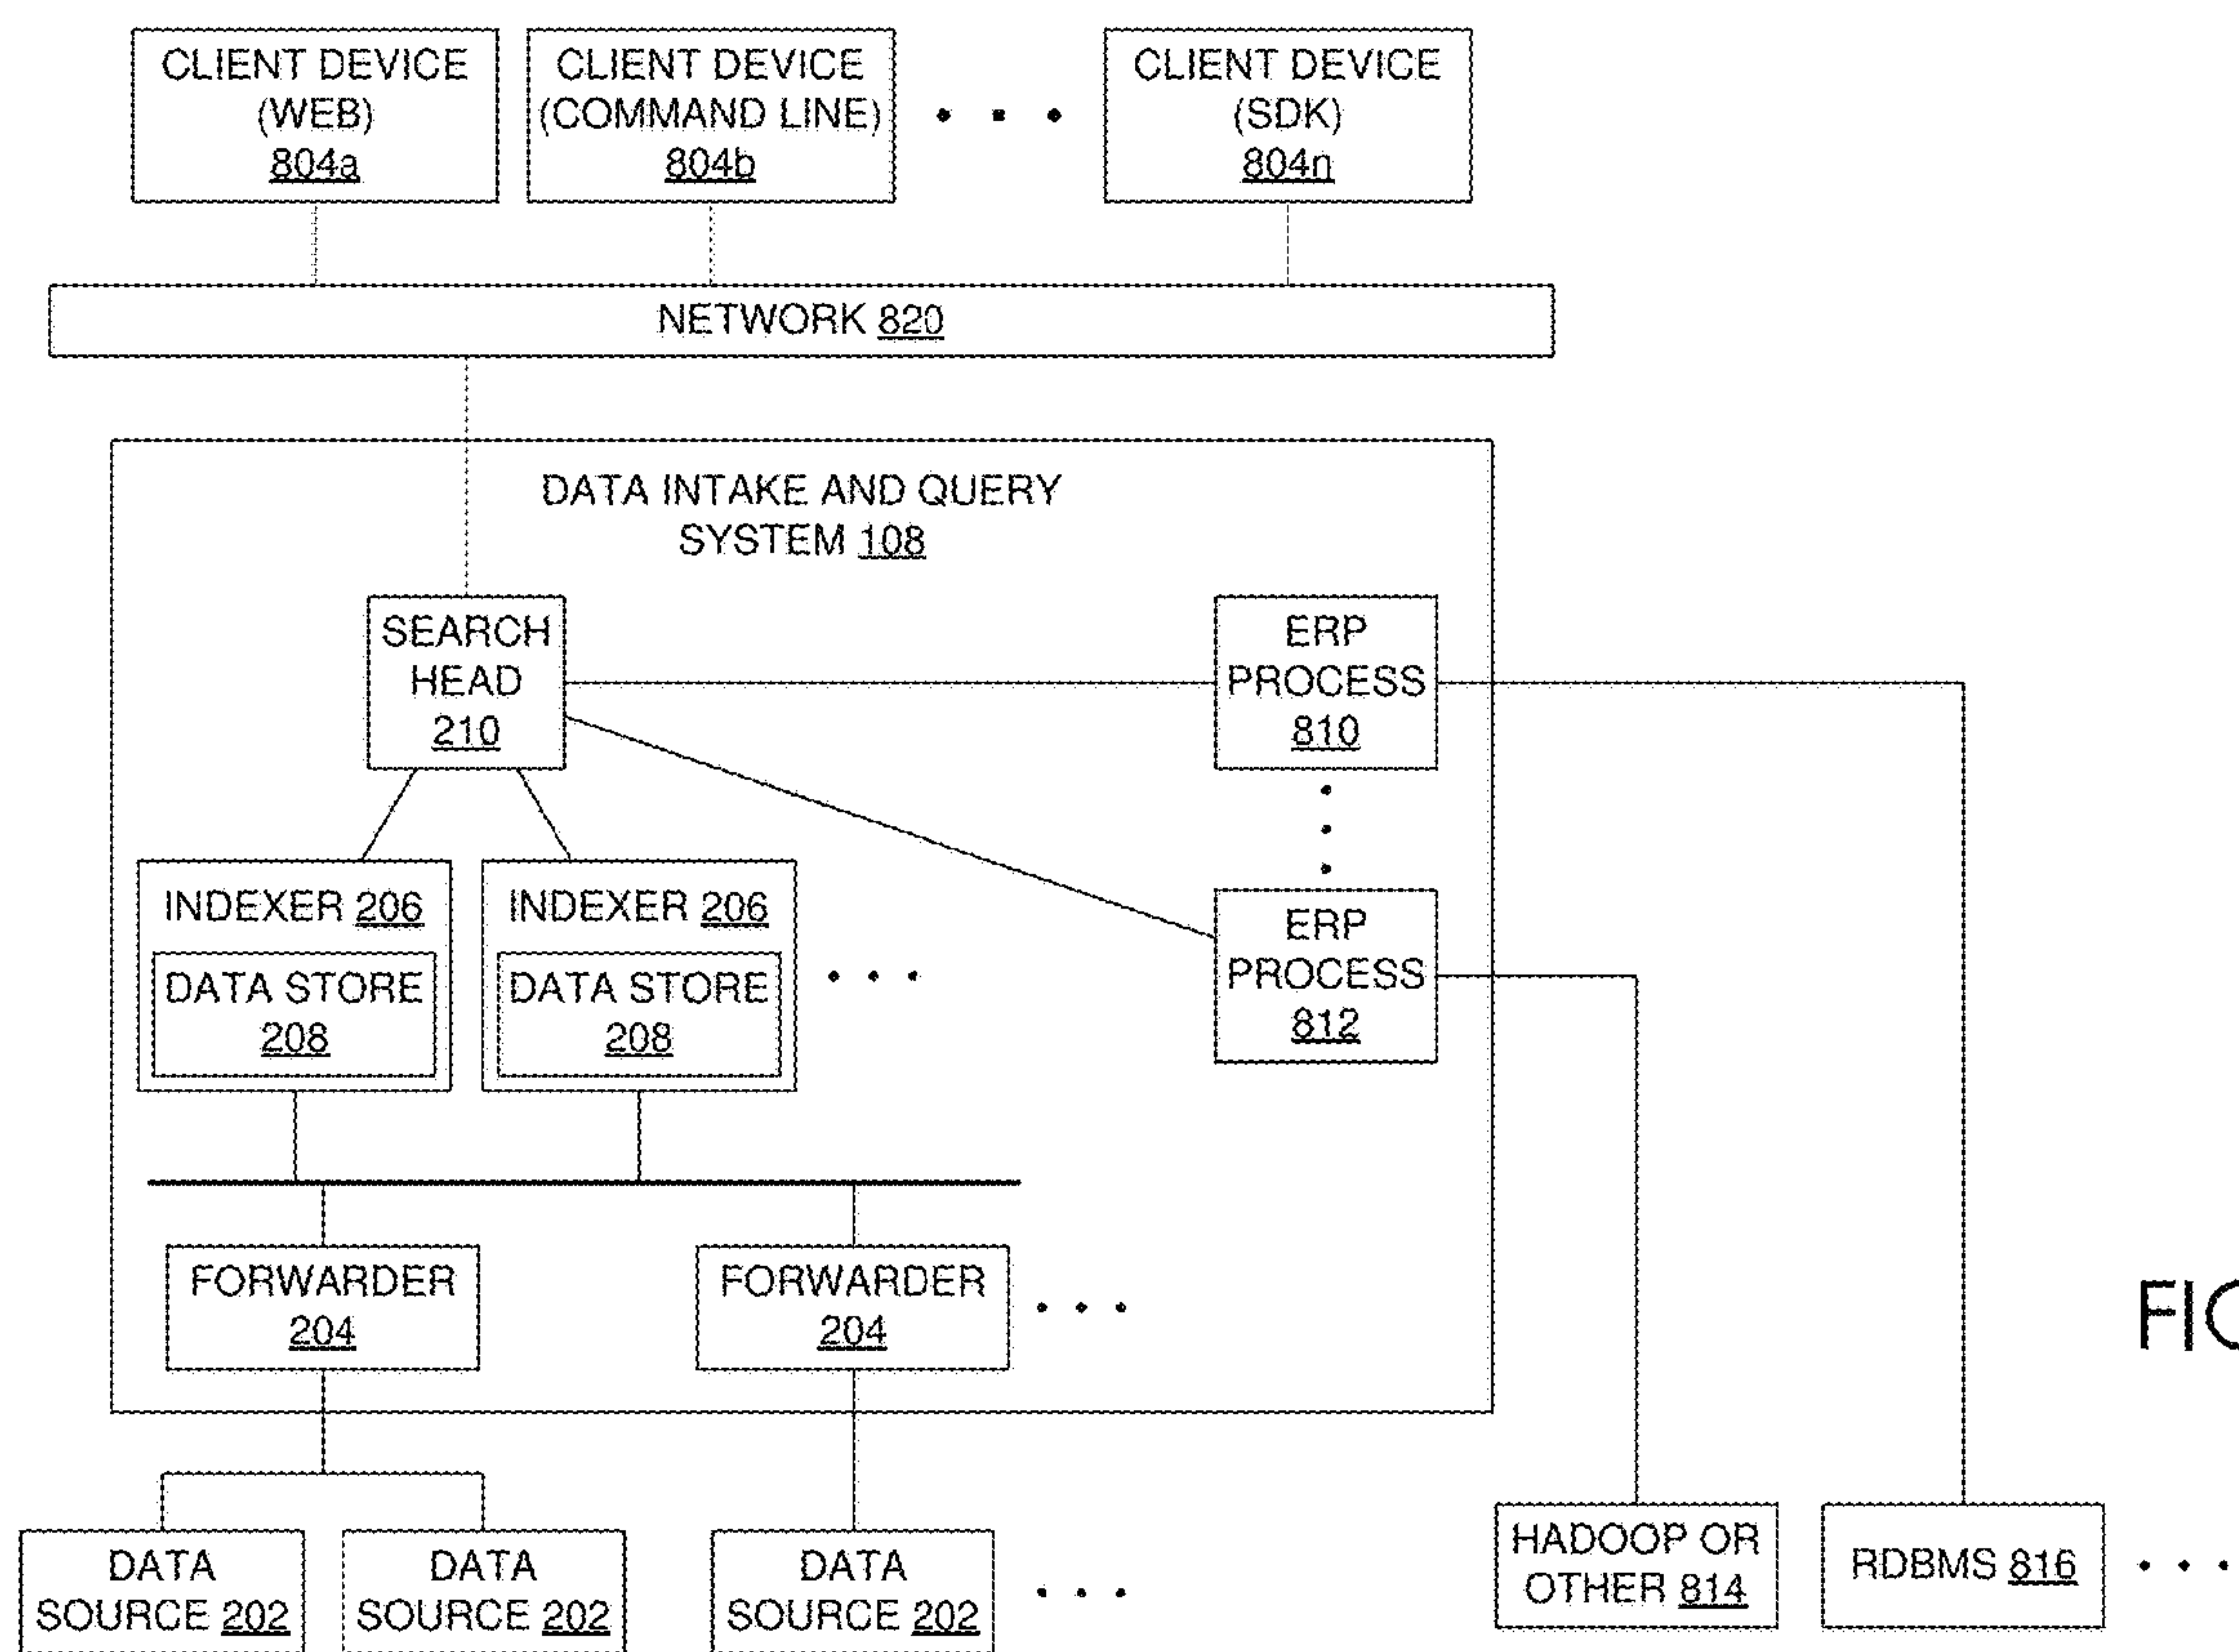 CLIENT DEVICE
(WEB)
804a
CLIENT DEVICE
(COMMAND LINE)
804b
CLIENT DEVICE
(SDK)
804n
NETWORK 820
DATA INTAKE AND QUERY
SYSTEM 108
SEARCH
HEAD
210
ERP
PROCESS
810
INDEXER 206
DATA STORE
208
INDEXER 206
DATA STORE
208
ERP
PROCESS
812
FORWARDER
204
FORWARDER
204
FIG
DATA
SOURCE 202
DATA
SOURCE 202
DATA
SOURCE 202
HADOOP OR
OTHER 814
RDBMS 816